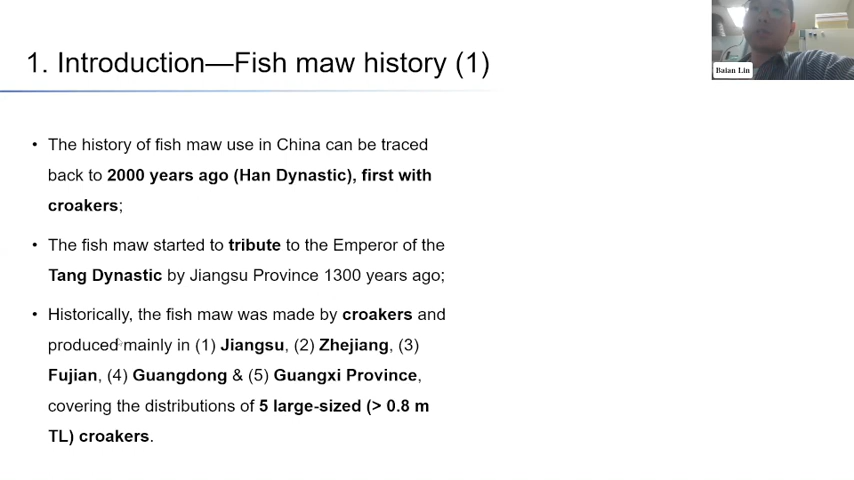 1. Introduction—Fish maw history (1)
Baian Lin
• The history of fish maw use in China can be traced
back to 2000 years ago (Han Dynastic), first with
croakers;
• The fish maw started to tribute to the Emperor of the
Tang Dynastic by Jiangsu Province 1300 years ago;
• Historically, the fish maw was made by croakers and
produced mainly in (1) Jiangsu, (2) Zhejiang, (3)
Fujian, (4) Guangdong & (5) Guangxi Province,
covering the distributions of 5 large-sized (> 0.8 m
TL) croakers.